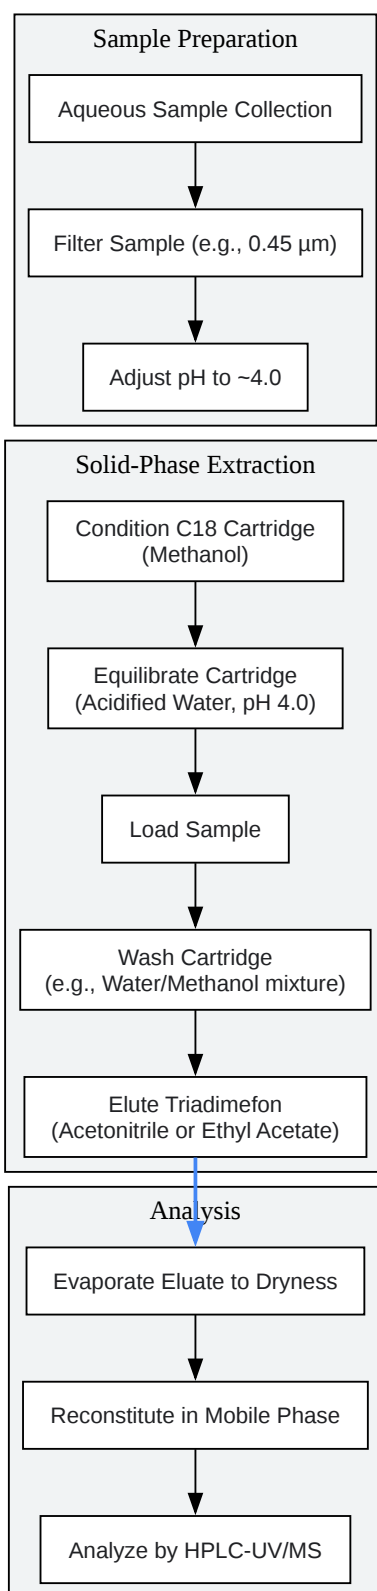 Sample Preparation
Aqueous Sample Collection
Filter Sample (e.g., 0.45 µm)
Adjust pH to ~4.0
Solid-Phase Extraction
Condition C18 Cartridge
(Methanol)
Equilibrate Cartridge
(Acidified Water, pH 4.0)
Load Sample
Wash Cartridge
(e.g., Water/Methanol mixture)
Elute Triadimefon
(Acetonitrile or Ethyl Acetate)
Analysis
Evaporate Eluate to Dryness
Reconstitute in Mobile Phase
Analyze by HPLC-UV/MS